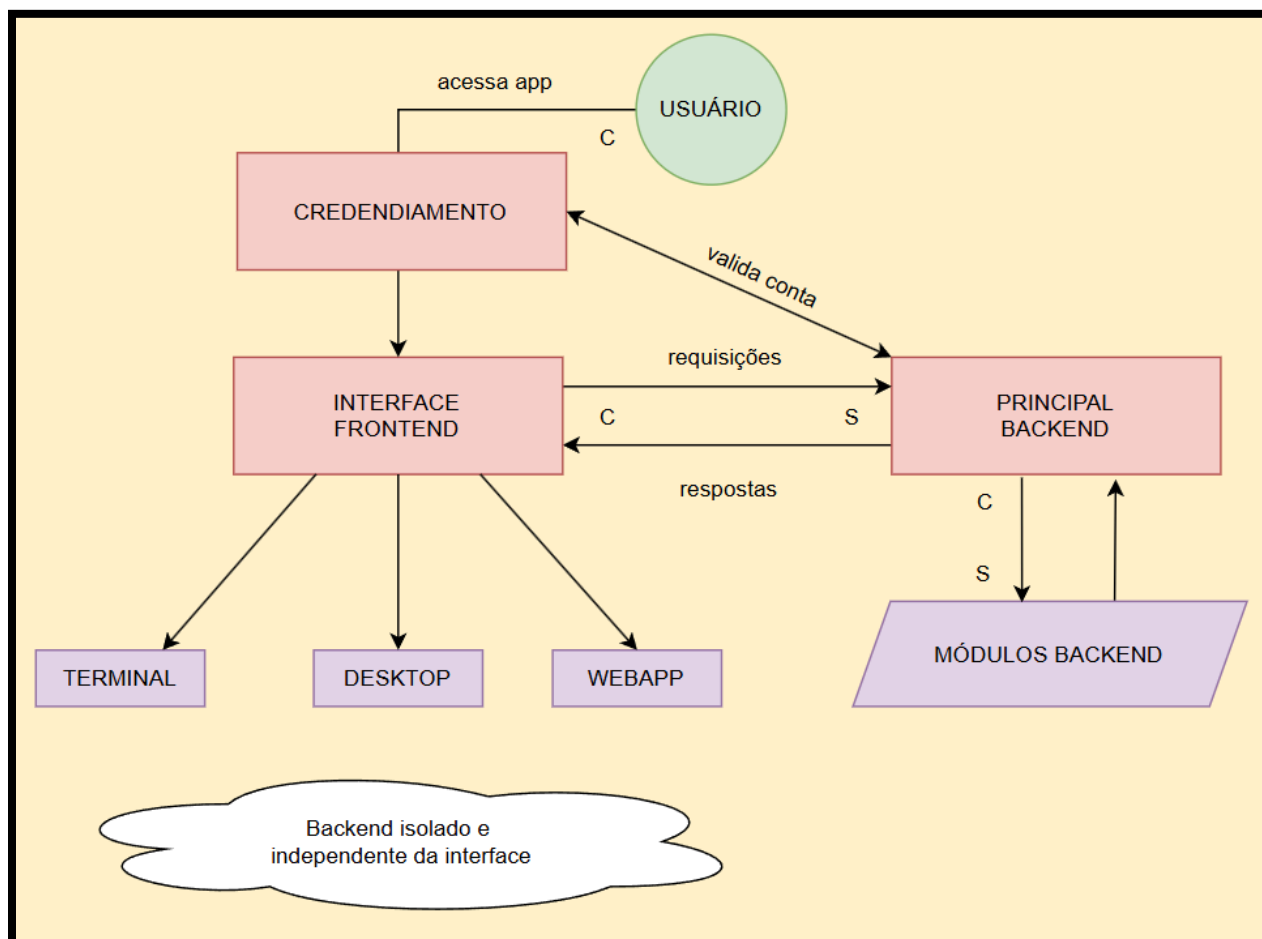 acessa app
USUÁRIO
C
CREDENDIAMENTO
valida conta
requisições
INTERFACE
FRONTEND
C
S
PRINCIPAL
BACKEND
respostas
C
S
TERMINAL
DESKTOP
WEBAPP
MÓDULOS BACKEND
Backend isolado e
independente da interface